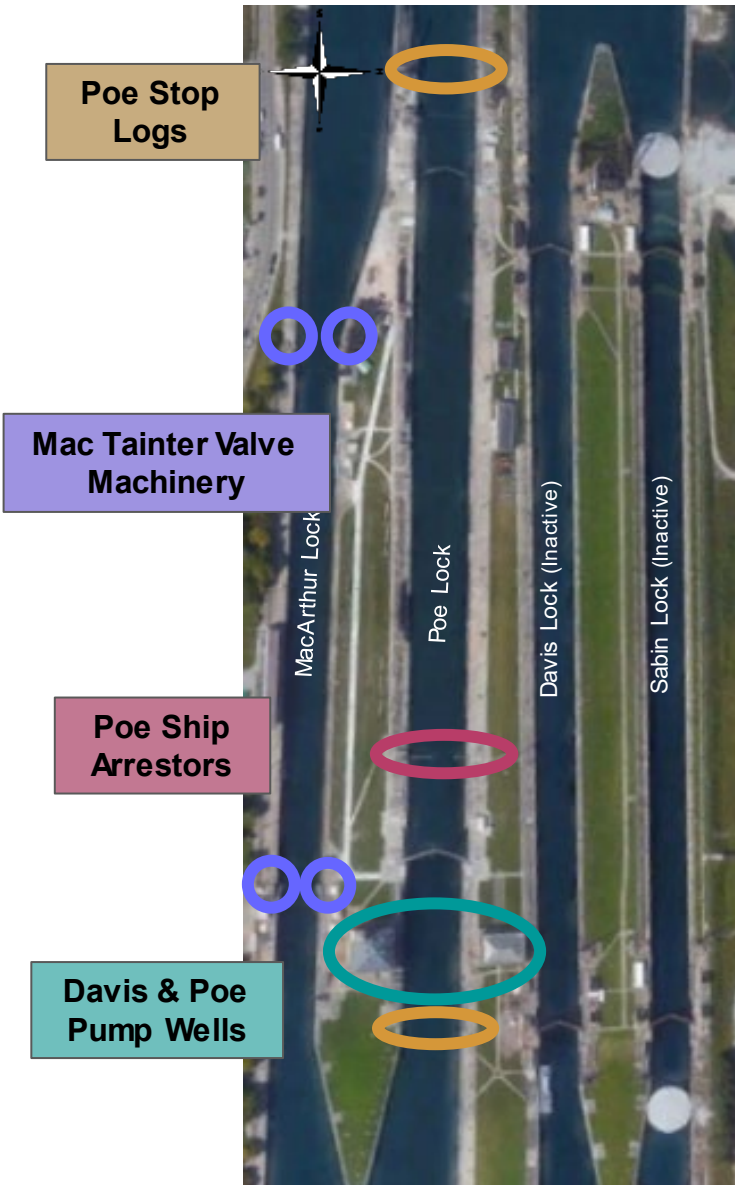 Poe Stop
Logs
Mac Tainter Valve
Machinery
MacArthur Lock
Poe Lock
Davis Lock (Inactive)
Sabin Lock (Inactive)
Poe Ship
Arrestors
Davis & Poe
Pump Wells